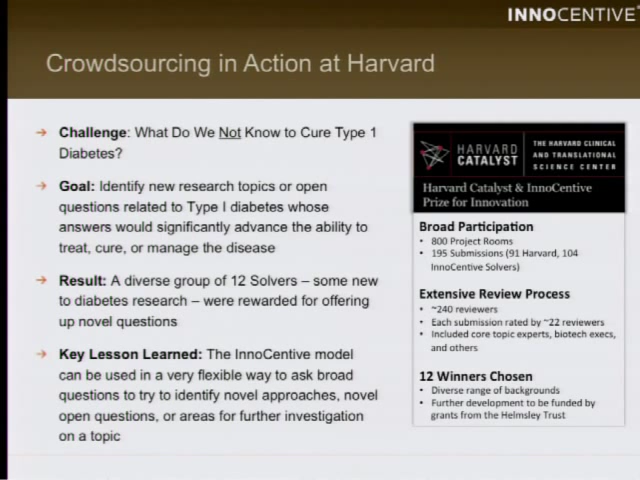 INNOCENTIVE™
Crowdsourcing in Action at Harvard
→ Challenge: What Do We Not Know to Cure Type 1
Diabetes?
→ Goal: Identify new research topics or open
questions related to Type I diabetes whose
answers would significantly advance the ability to
treat, cure, or manage the disease
→ Result: A diverse group of 12 Solvers – some new
to diabetes research – were rewarded for offering
up novel questions
→ Key Lesson Learned: The InnoCentive model
can be used in a very flexible way to ask broad
questions to try to identify novel approaches, novel
open questions, or areas for further investigation
on a topic
HARVARD
CATALYST
THE HARVARD CLINICAL
AND TRANSLATIONAL
SCIENCE CENTER
Harvard Catalyst & InnoCentive
Prize for Innovation
Broad Participation
• 800 Project Rooms
• 195 Submissions (91 Harvard, 104
InnoCentive Solvers)
Extensive Review Process
• ~240 reviewers
• Each submission rated by ~22 reviewers
• Included core topic experts, biotech execs,
and others
12 Winners Chosen
• Diverse range of backgrounds
• Further development to be funded by
grants from the Helmsley Trust